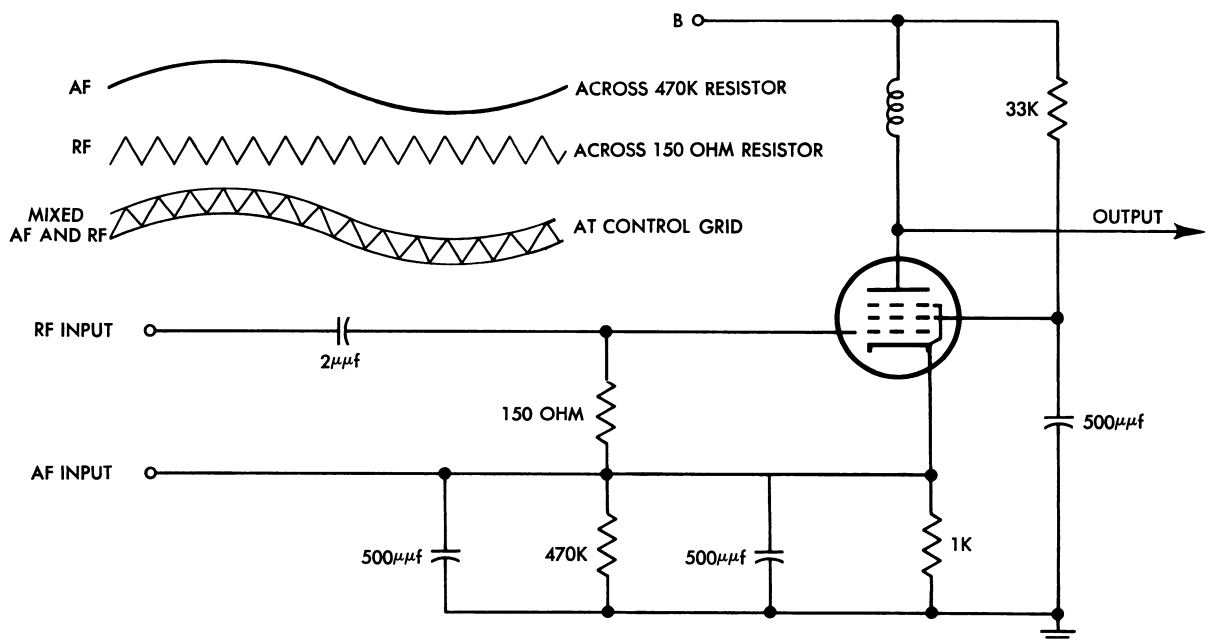 B
AF
ACROSS 470K RESISTOR
33K
RF
ACROSS 150 OHM RESISTOR
MIXED
AF AND RF
AT CONTROL GRID
OUTPUT
RF INPUT
2μμf
150 OHM
500μμf
AF INPUT
500μμf
470K
500μμf
1K